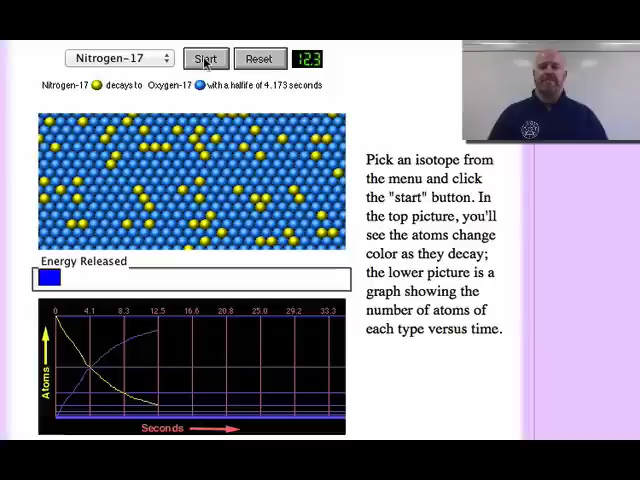 Nitrogen-17
Start
Reset
12.3
Nitrogen-17 decays to Oxygen-17 with a halflife of 4.173 seconds
Pick an isotope from
the menu and click
the "start" button. In
the top picture, you'll
see the atoms change
color as they decay;
the lower picture is a
graph showing the
number of atoms of
each type versus time.
Energy Released
0 4.1 8.3 12.5 16.6 20.8 25.0 29.2 33.3
Atoms
Seconds